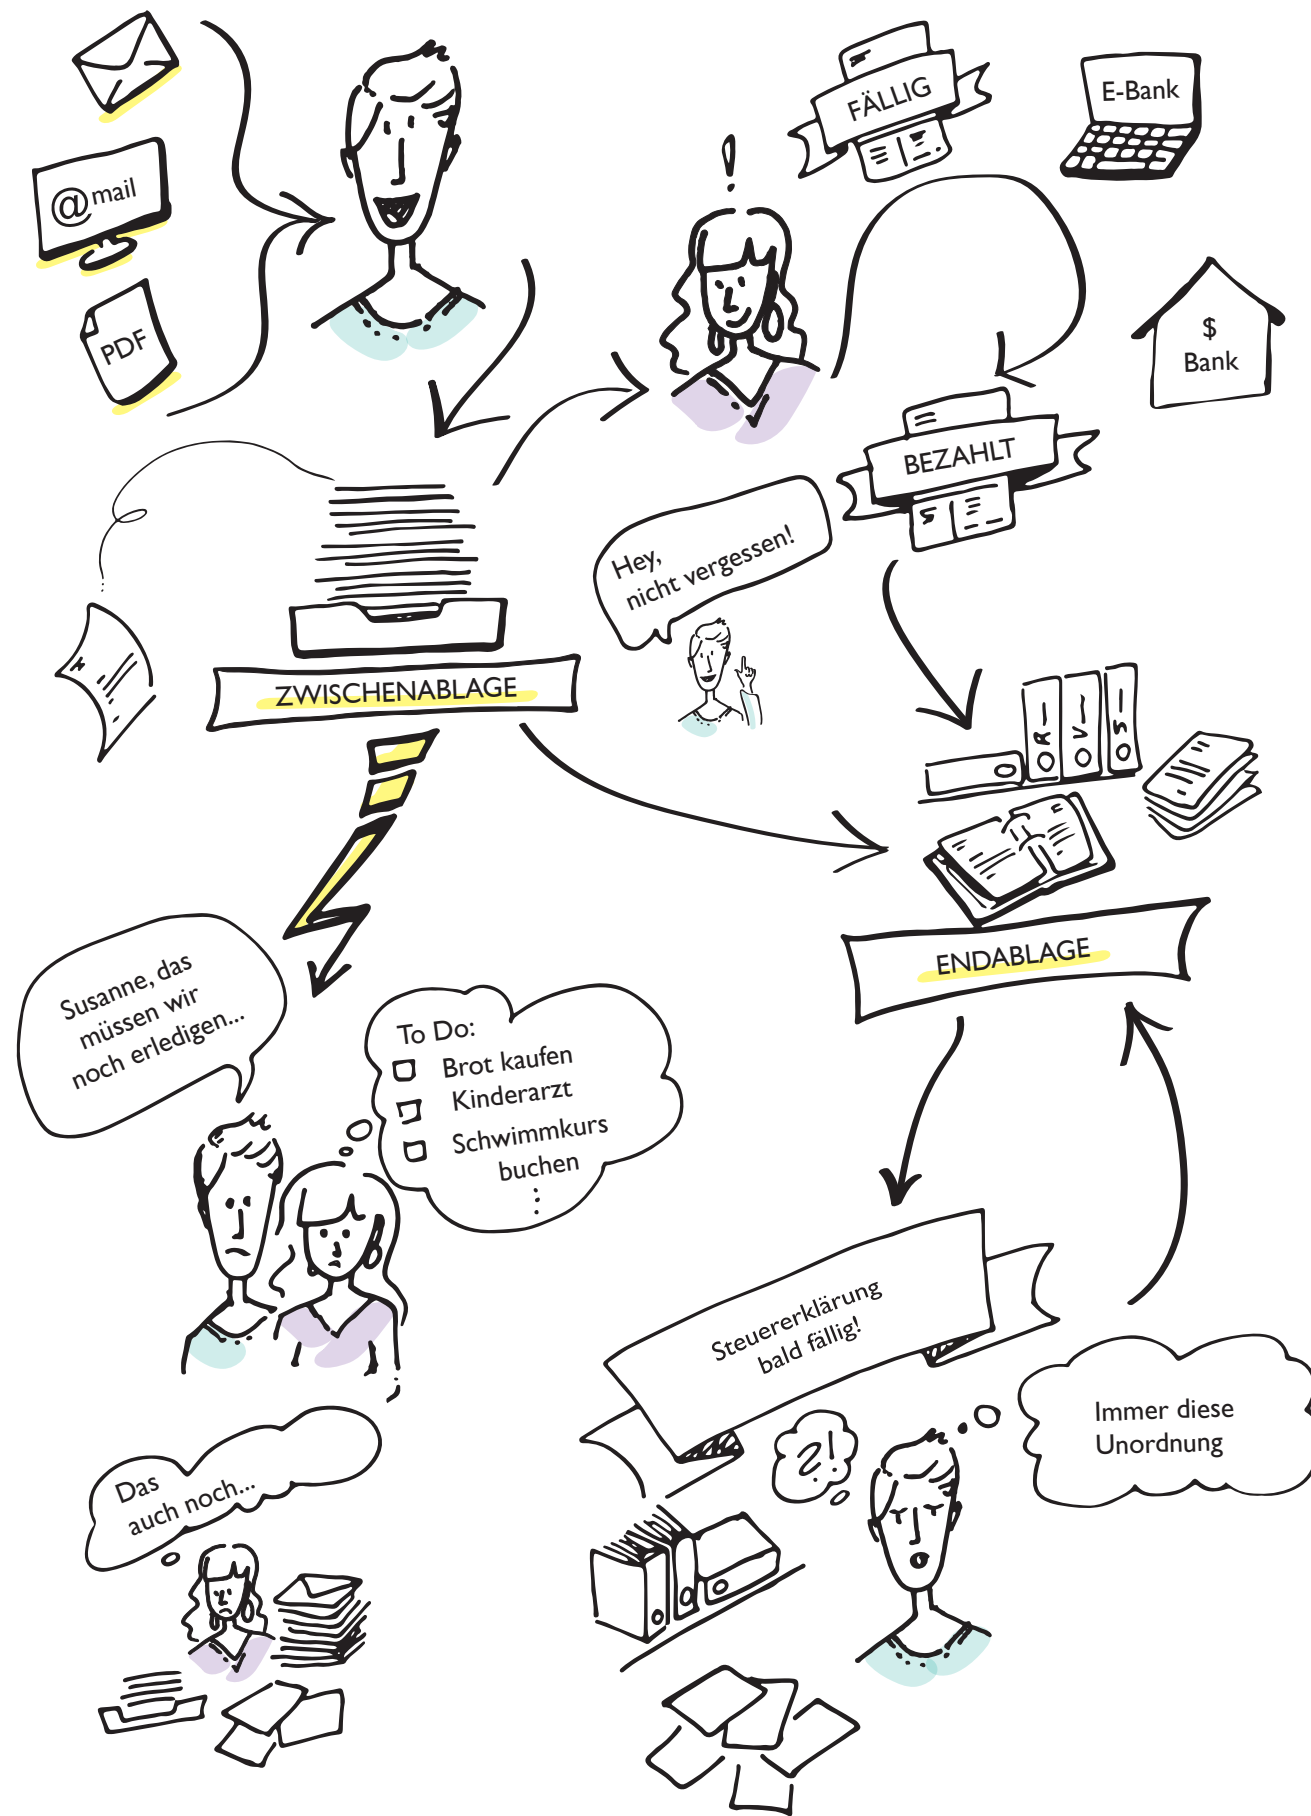 @mail
PDF
FÄLLIG
E-Bank
!
$
Bank
BEZAHLT
Hey,
nicht vergessen!
ZWISCHENABLAGE
R
V
S
ENDABLAGE
Susanne, das
müssen wir
noch erledigen...
To Do:
Brot kaufen
Kinderarzt
Schwimmkurs
buchen
...
Steuererklärung
bald fällig!
?!
Immer diese
Unordnung
Das
auch noch...